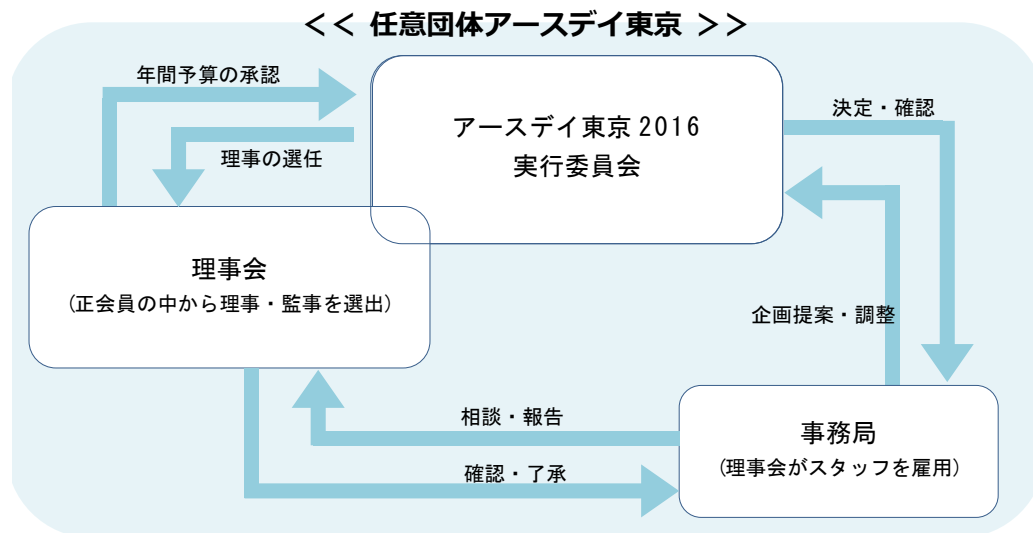 << 任意団体アースデイ東京 >>
年間予算の承認
理事の選任
アースデイ東京 2016
実行委員会
決定・確認
理事会
(正会員の中から理事・監事を選出)
企画提案・調整
相談・報告
確認・了承
事務局
(理事会がスタッフを雇用)